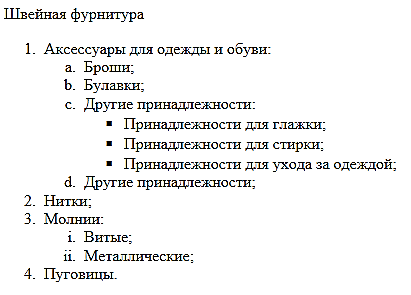 Швейная фурнитура
1. Аксессуары для одежды и обуви:
a. Броши;
b. Булавки;
c. Другие принадлежности:
▪ Принадлежности для глажки;
▪ Принадлежности для стирки;
▪ Принадлежности для ухода за одеждой;
d. Другие принадлежности;
2. Нитки;
3. Молнии:
i. Витые;
ii. Металлические;
4. Пуговицы.